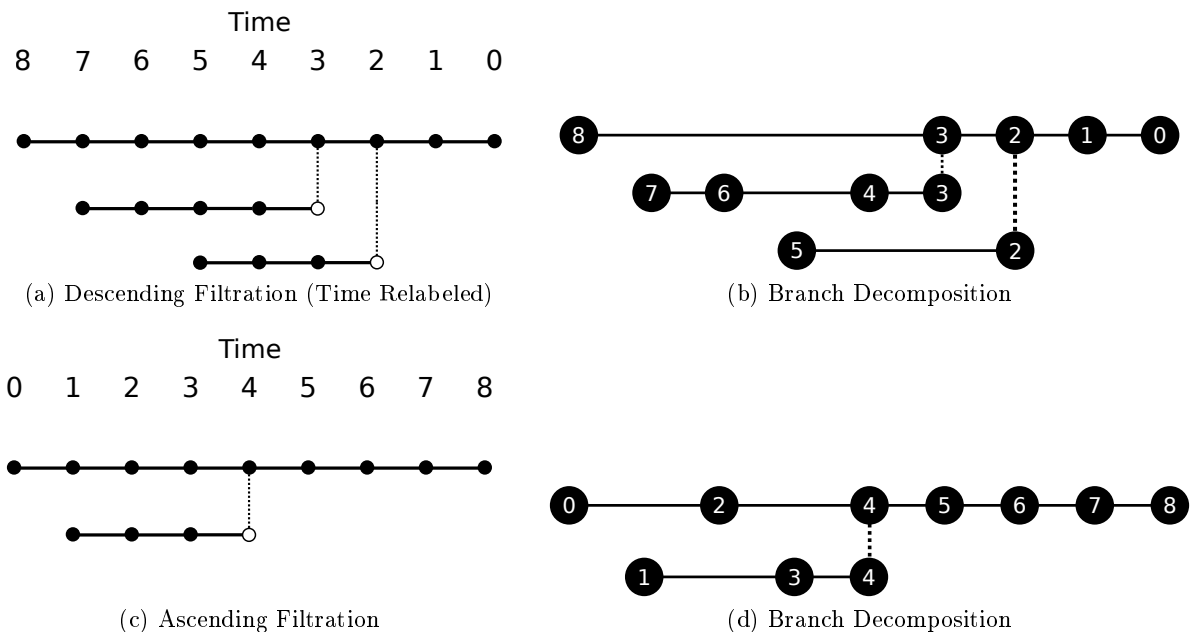 Time
8 7 6 5 4 3 2 1 0
8 3 2 1 0
7 6 4 3
5 2
(a) Descending Filtration (Time Relabeled)
(b) Branch Decomposition
Time
0 1 2 3 4 5 6 7 8
0 2 4 5 6 7 8
1 3 4
(c) Ascending Filtration
(d) Branch Decomposition